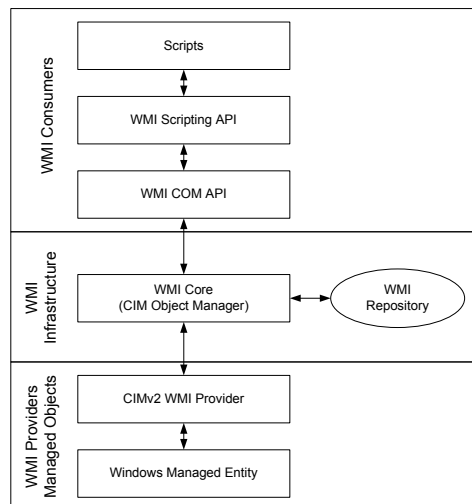 WMI Consumers
Scripts
WMI Scripting API
WMI COM API
WMI
Infrastructure
WMI Core
(CIM Object Manager)
WMI
Repository
WMI Providers
Managed Objects
CIMv2 WMI Provider
Windows Managed Entity